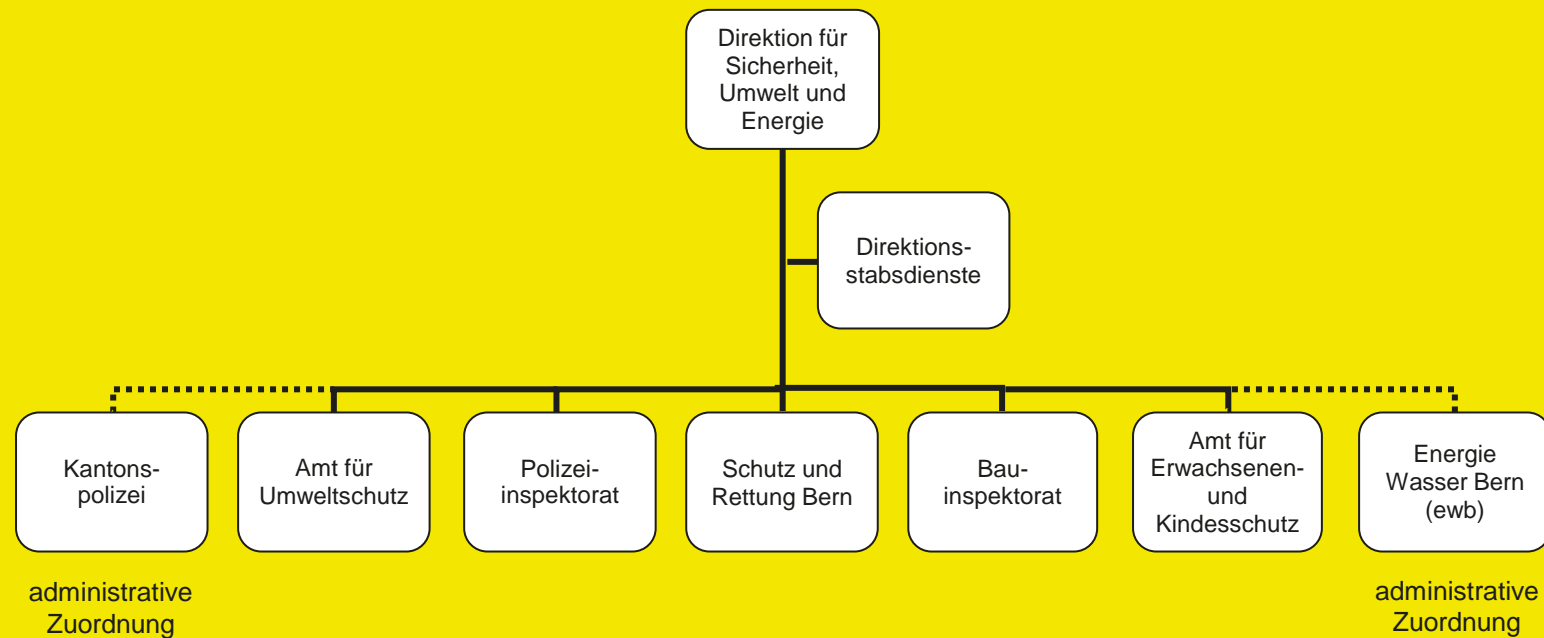 Direktion für
Sicherheit,
Umwelt und
Energie
Direktions-
stabsdienste
Kantons-
polizei
Amt für
Umweltschutz
Polizei-
inspektorat
Schutz und
Rettung Bern
Bau-
inspektorat
Amt für
Erwachsenen-
und
Kindesschutz
Energie
Wasser Bern
(ewb)
administrative
Zuordnung
administrative
Zuordnung